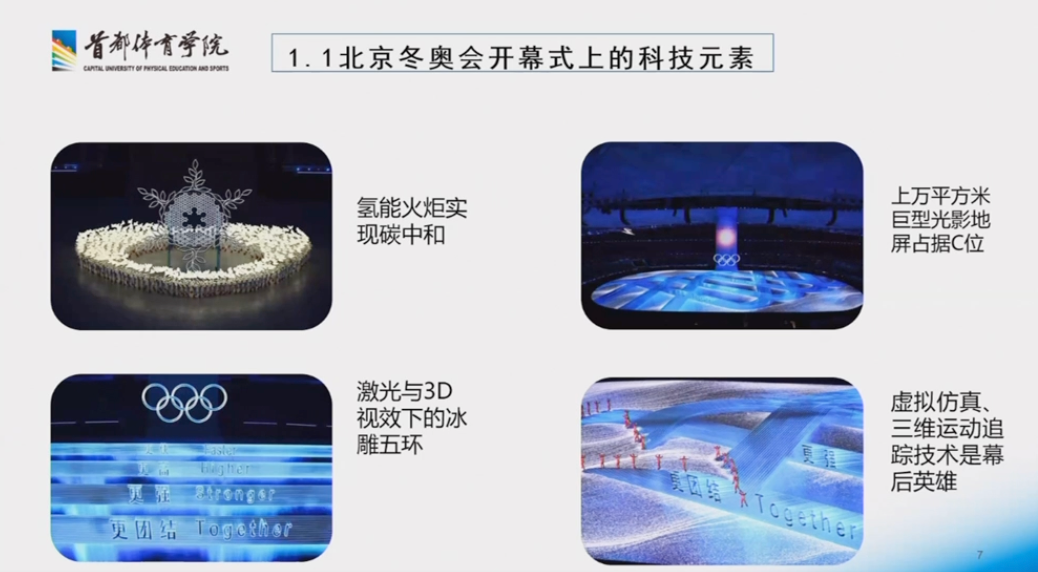 首都体育学院
CAPITAL UNIVERSITY OF PHYSICAL EDUCATION AND SPORTS
1.1北京冬奥会开幕式上的科技元素
氢能火炬实
现碳中和
上万平方米
巨型光影地
屏占据C位
激光与3D
视效下的冰
雕五环
更快 Faster
更高 Higher
更强 Stronger
更团结 Together
虚拟仿真、
三维运动追
踪技术是幕
后英雄
更强
更团结 Together
7